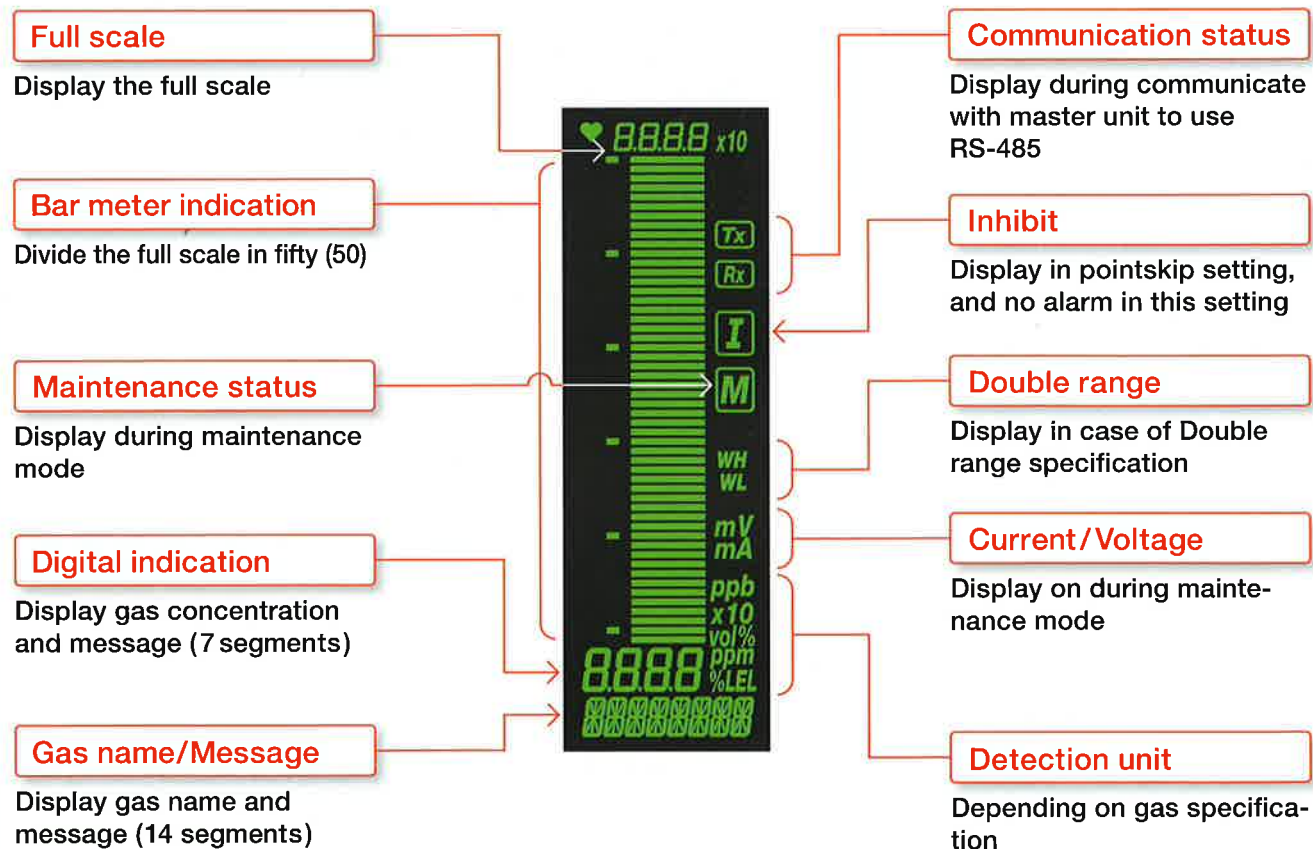 Full scale
Display the full scale
Bar meter indication
Divide the full scale in fifty (50)
Maintenance status
Display during maintenance
mode
Digital indication
Display gas concentration
and message (7 segments)
Gas name/Message
Display gas name and
message (14 segments)
8.8.8.8 x10
Tx
Rx
I
M
WH
WL
mV
mA
ppb
x10
vol%
ppm
8.8.8.8 %LEL
Communication status
Display during communicate
with master unit to use
RS-485
Inhibit
Display in pointskip setting,
and no alarm in this setting
Double range
Display in case of Double
range specification
Current/Voltage
Display on during mainte-
nance mode
Detection unit
Depending on gas specifica-
tion